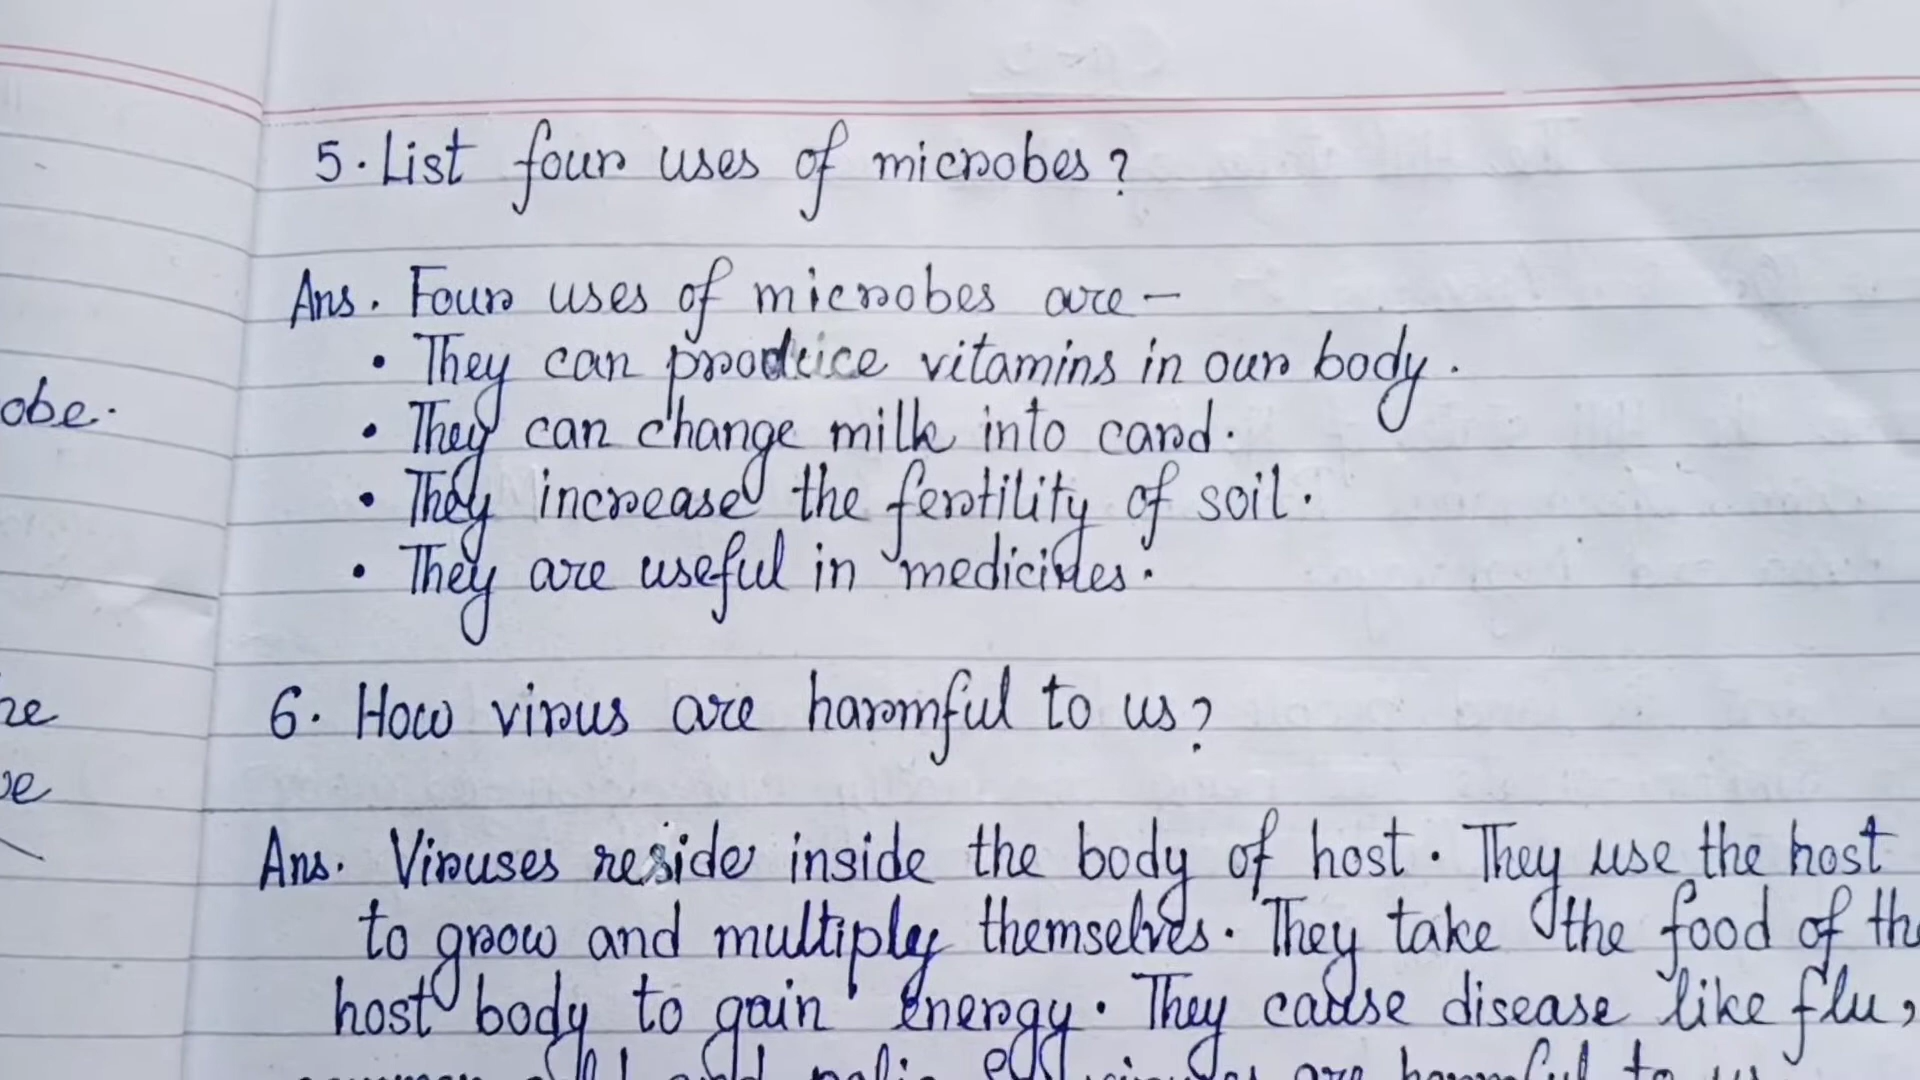 5. List four uses of microbes?
Ans. Four uses of microbes are —
• They can produce vitamins in our body.
obe.
• They can change milk into card.
• They increase the fertility of soil.
• They are useful in medicines.
6. How virus are harmful to us?
Ans. Viruses reside inside the body of host. They use the host
to grow and multiply themselves. They take the food of the
host body to gain energy. They cause disease like flu,